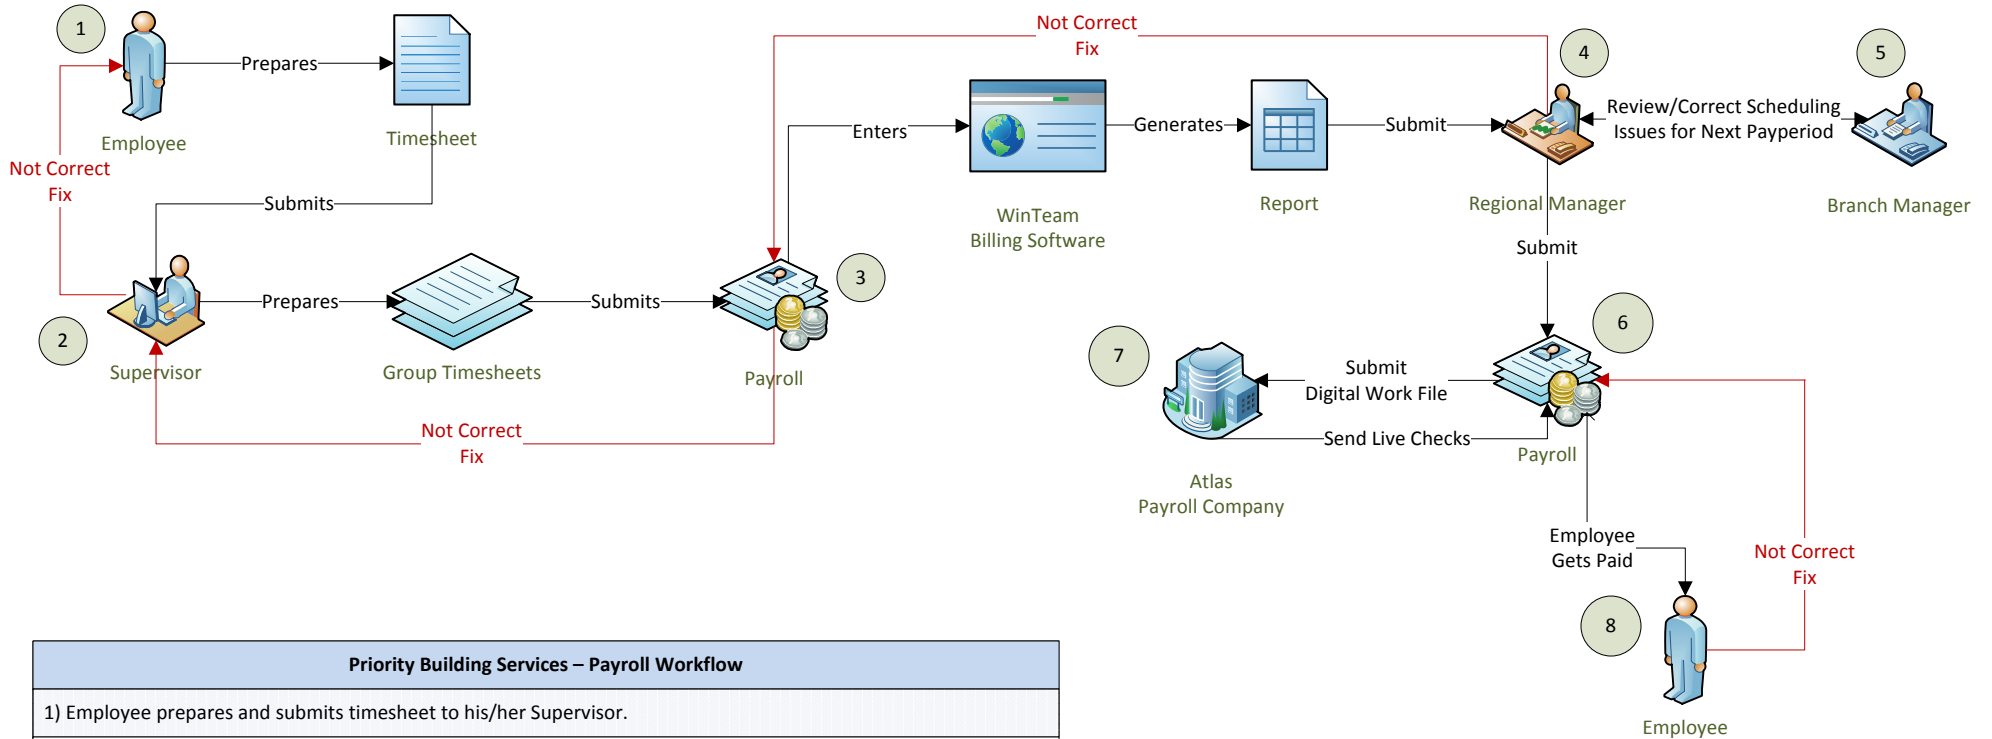 1
Prepares
Employee
Timesheet
Not Correct
Fix
Submits
2
Supervisor
Prepares
Group Timesheets
Submits
3
Payroll
Not Correct
Fix
Not Correct
Fix
Enters
WinTeam
Billing Software
Generates
Report
Submit
4
Regional Manager
Review/Correct Scheduling
Issues for Next Payperiod
5
Branch Manager
Submit
6
Payroll
7
Submit
Digital Work File
Send Live Checks
Atlas
Payroll Company
Employee
Gets Paid
Not Correct
Fix
8
Employee
Priority Building Services – Payroll Workflow
1) Employee prepares and submits timesheet to his/her Supervisor.